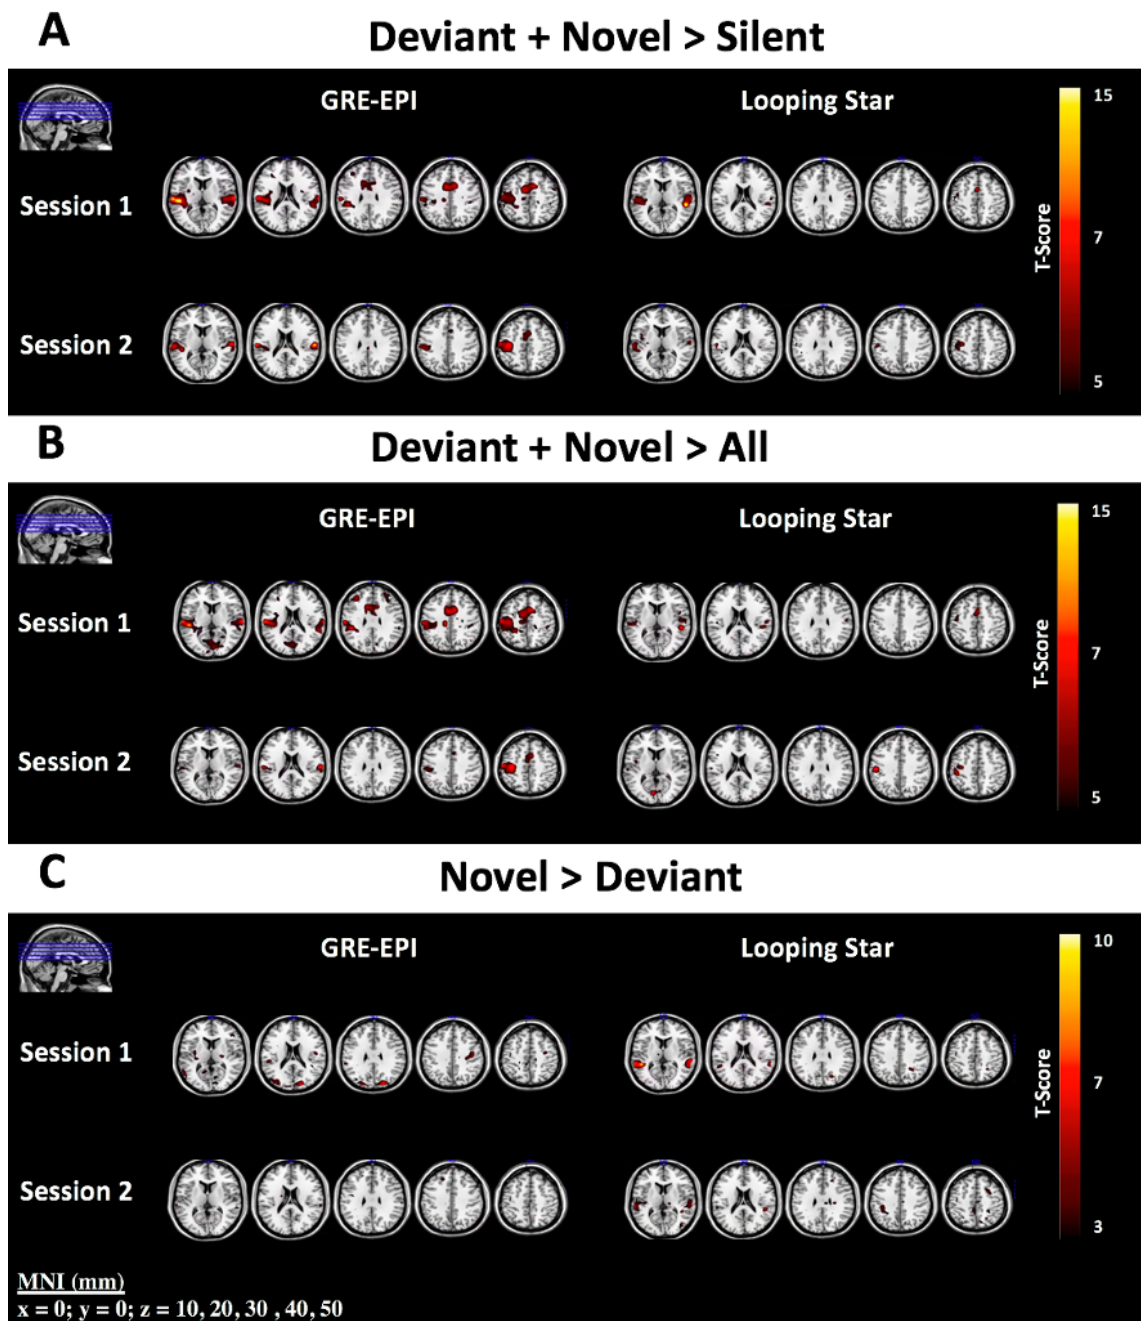 A
Deviant + Novel > Silent
GRE-EPI
Looping Star
15
Session 1
7
T-Score
Session 2
5
B
Deviant + Novel > All
GRE-EPI
Looping Star
15
Session 1
7
T-Score
Session 2
5
C
Novel > Deviant
GRE-EPI
Looping Star
10
Session 1
7
T-Score
Session 2
3
MNI (mm)
x = 0; y = 0; z = 10, 20, 30 , 40, 50